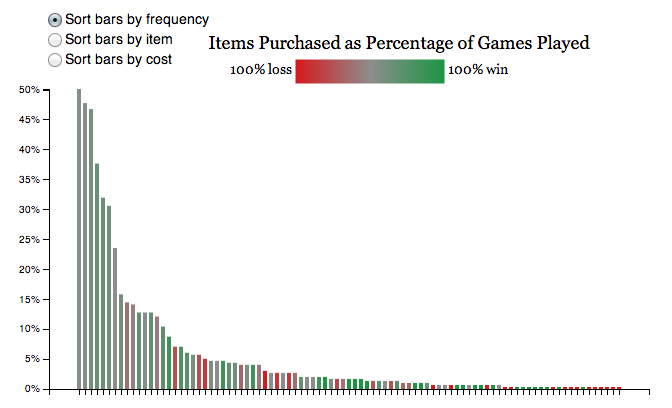 Sort bars by frequency
Sort bars by item
Sort bars by cost
Items Purchased as Percentage of Games Played
100% loss 100% win
50%
45%
40%
35%
30%
25%
20%
15%
10%
5%
0%